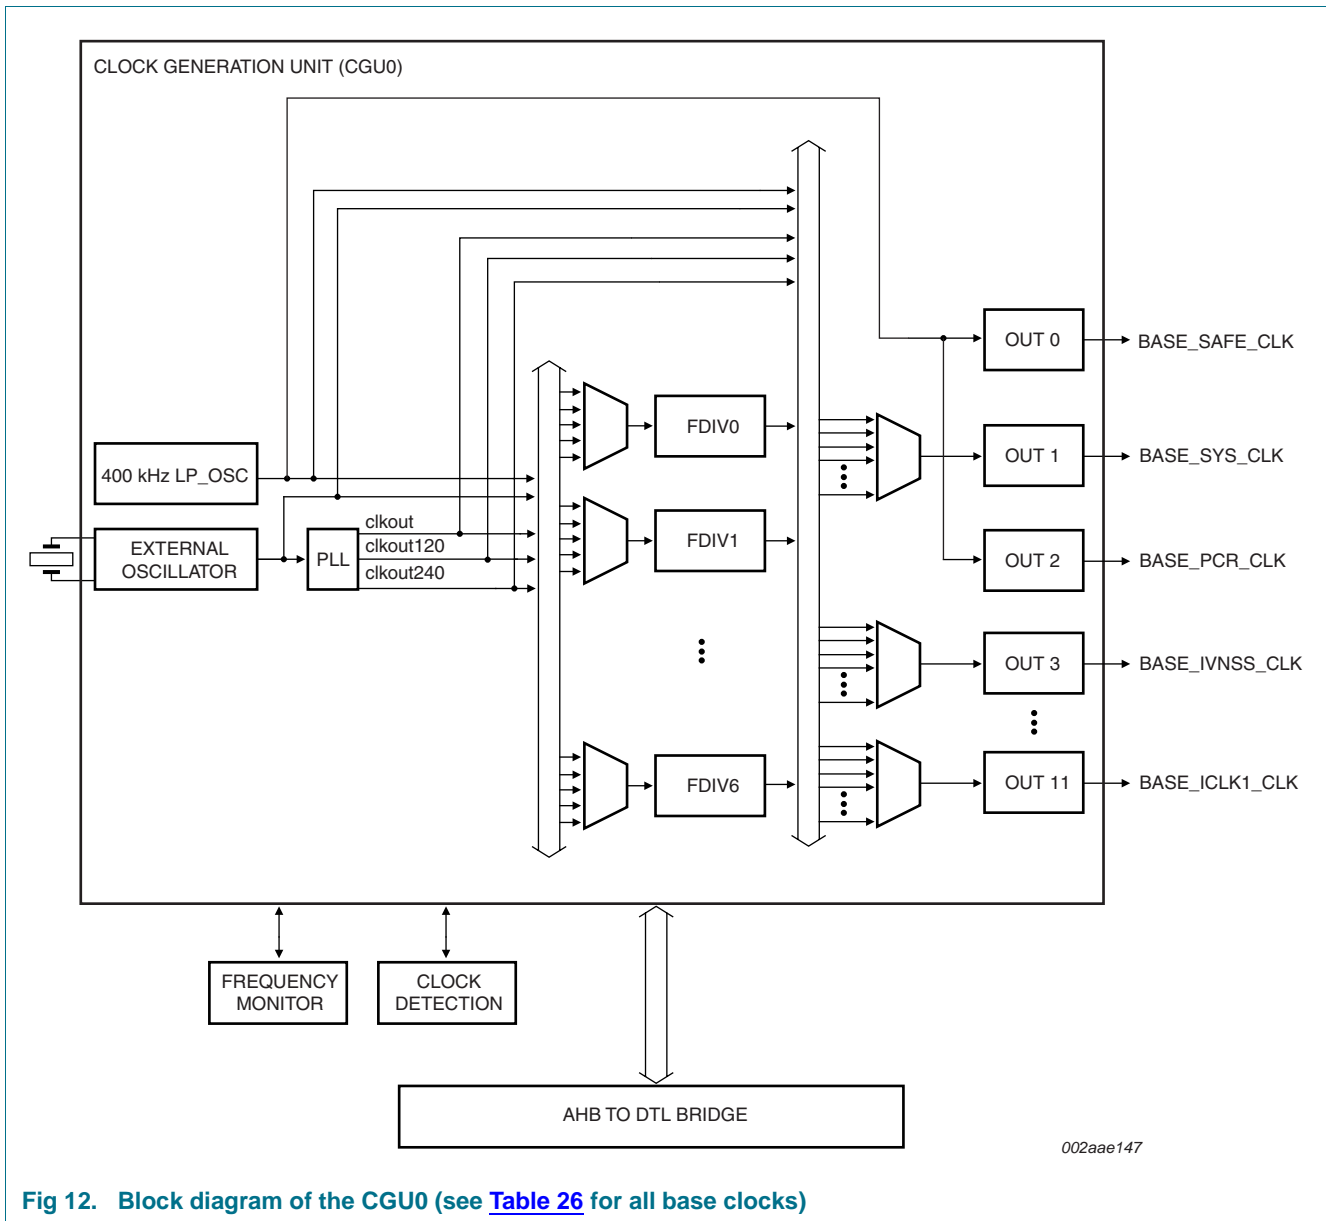 CLOCK GENERATION UNIT (CGU0)
OUT 0
BASE_SAFE_CLK
FDIV0
400 kHz LP_OSC
OUT 1
BASE_SYS_CLK
clkout
EXTERNAL
OSCILLATOR
PLL
clkout120
clkout240
FDIV1
OUT 2
BASE_PCR_CLK
OUT 3
BASE_IVNSS_CLK
FDIV6
OUT 11
BASE_ICLK1_CLK
FREQUENCY
MONITOR
CLOCK
DETECTION
AHB TO DTL BRIDGE
002aae147
Fig 12. Block diagram of the CGU0 (see Table 26 for all base clocks)